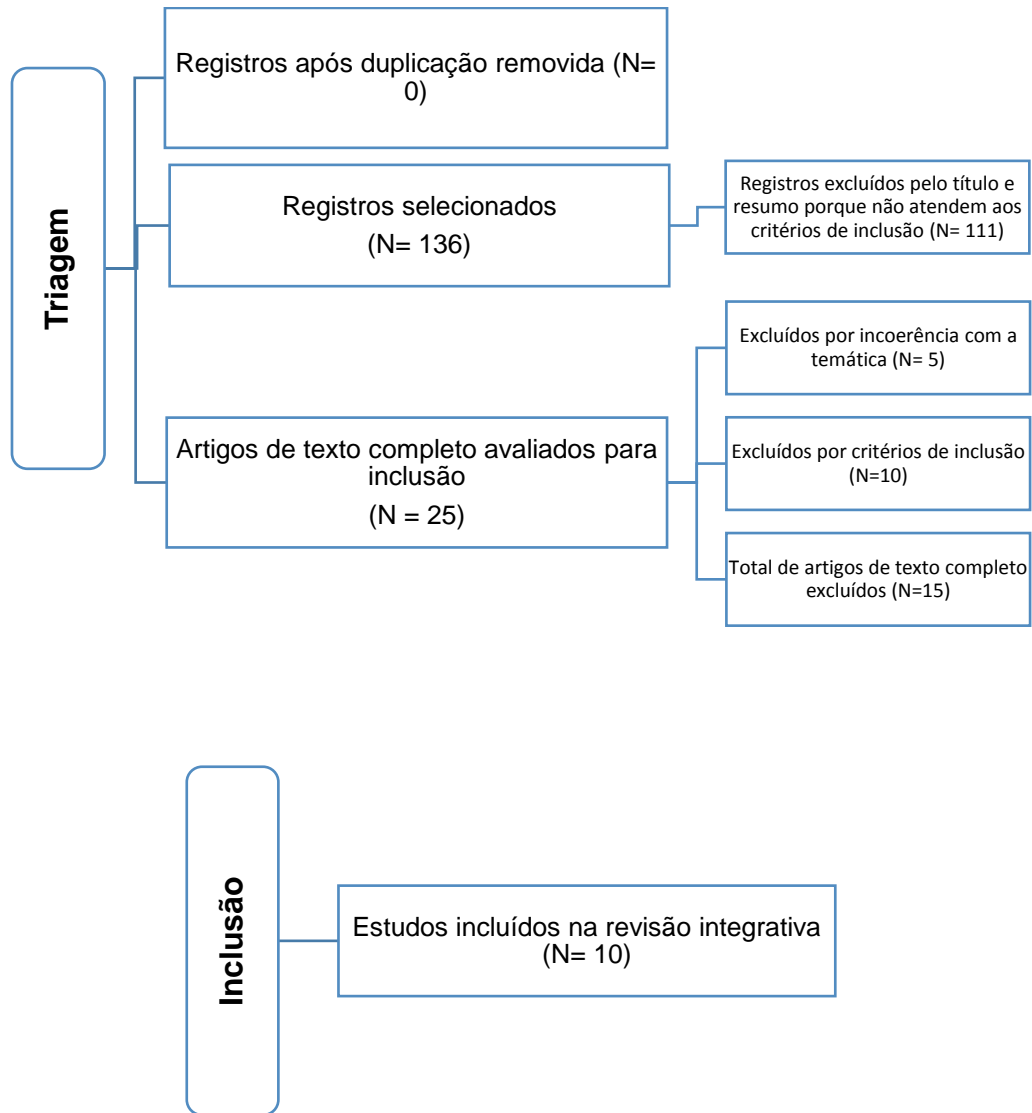 Triagem
Registros após duplicação removida (N=
0)
Registros selecionados
(N= 136)
Registros excluídos pelo título e
resumo porque não atendem aos
critérios de inclusão (N= 111)
Artigos de texto completo avaliados para
inclusão
(N = 25)
Excluídos por incoerência com a
temática (N= 5)
Excluídos por critérios de inclusão
(N=10)
Total de artigos de texto completo
excluídos (N=15)
Inclusão
Estudos incluídos na revisão integrativa
(N= 10)